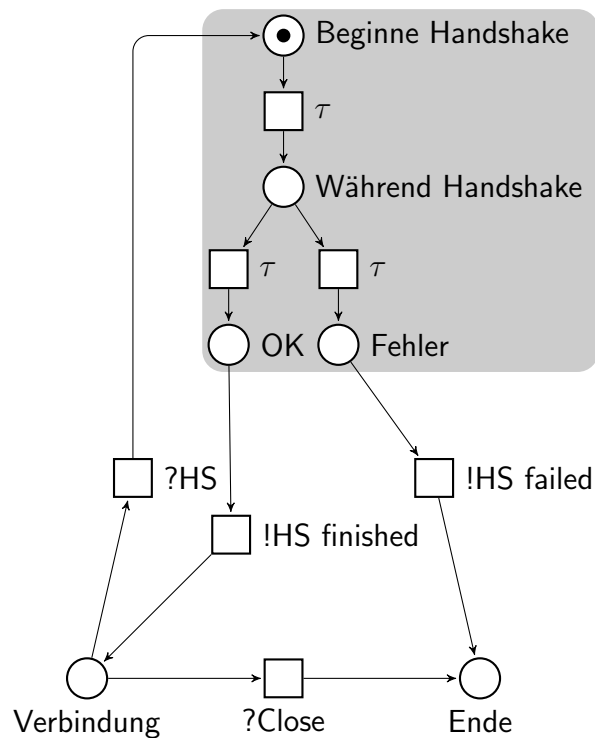 Beginne Handshake
τ
Während Handshake
τ
τ
OK
Fehler
?HS
!HS failed
!HS finished
Verbindung
?Close
Ende